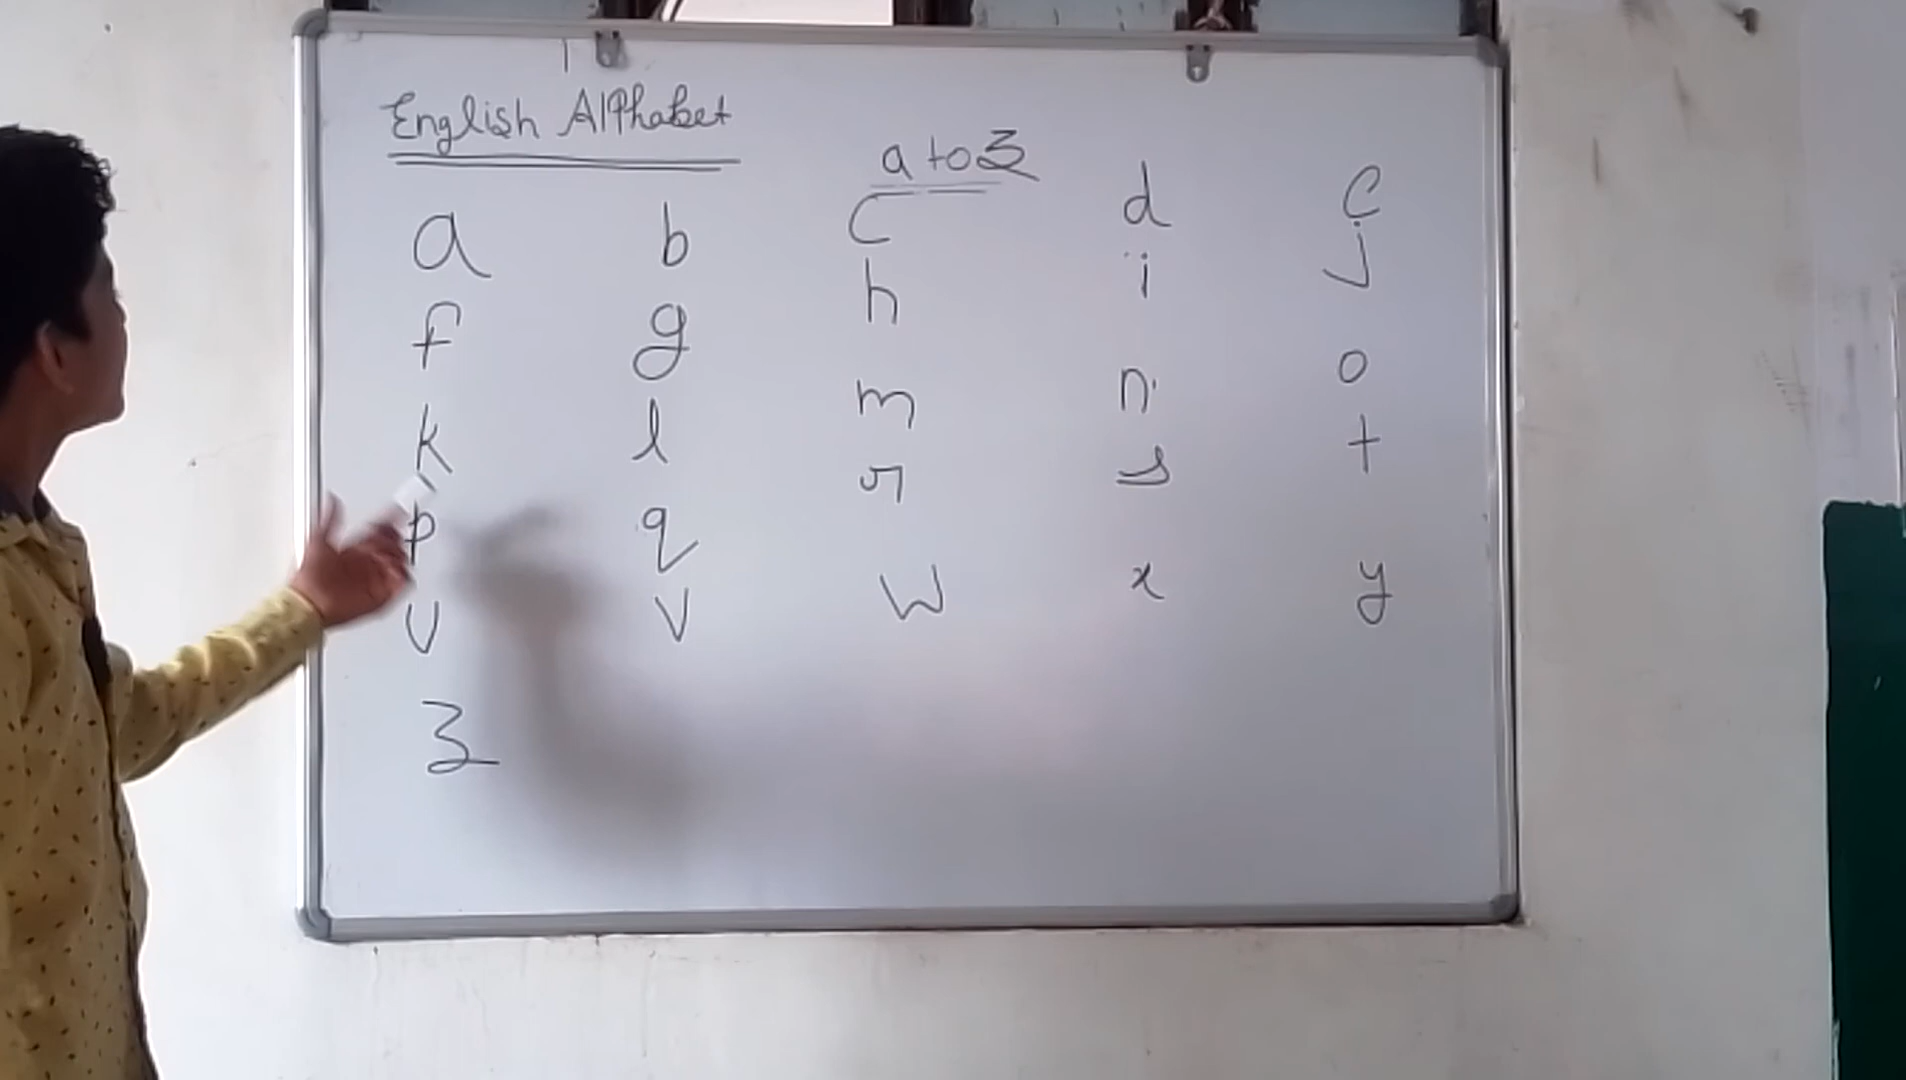 English Alphabet
a to z
a b c d e
f g h i j
k l m n o
p q r s t
u v w x y
z